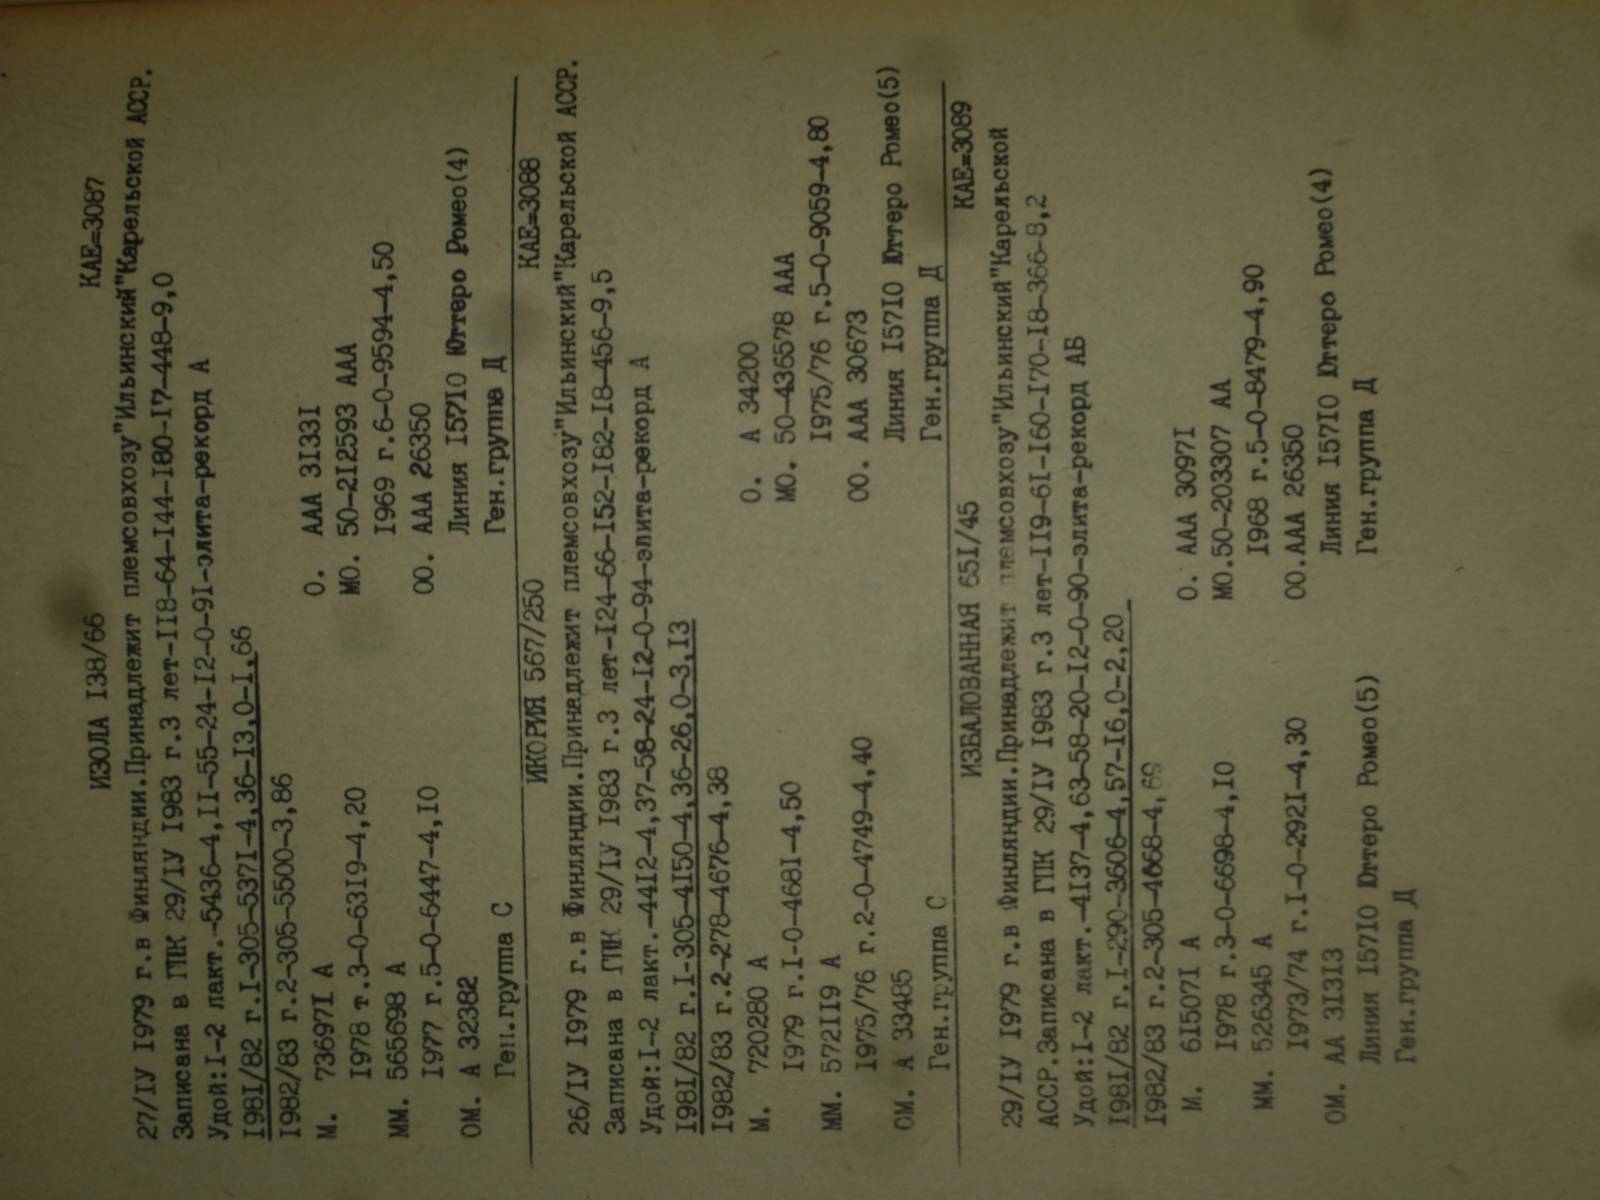 ИЗОЛА I38/66 КАЕ=3087
27/IУ I979 г.в Финляндии.Принадлежит племсовхозу"Ильинский"Карельской АССР.
Записана в ГПК 29/IУ I983 г.3 лет-II8-64-I44-I80-I7-448-9,0
Удой:I-2 лакт.-5436-4,II-55-24-I2-0-9I-элита-рекорд А
I98I/82 г.I-305-537I-4,36-I3,0-I,66
I982/83 г.2-305-5500-3,86
М. 73697I А О. ААА 3I33I
I978 т.3-0-63I9-4,20 МО. 50-2I2593 ААА
ММ. 565698 А I969 г.6-0-9594-4,50
I977 г.5-0-6447-4,I0 ОО. ААА 26350
ОМ. А 32382 Линия I57I0 Юттеро Ромео(4)
Ген.группа С Ген.группа Д
ИКОРИЯ 567/250 КАЕ=3088
26/IУ I979 г.в Финляндии.Принадлежит племсовхозу"Ильинский"Карельской АССР.
Записана в ГПК 29/IУ I983 г.3 лет-I24-66-I52-I82-I8-456-9,5
Удой:I-2 лакт.-44I2-4,37-58-24-I2-0-94-элита-рекорд А
I98I/82 г.I-305-4I50-4,36-26,0-3,I3
I982/83 г.2-278-4676-4,38
М. 720280 А О. А 34200
I979 г.I-0-468I-4,50 МО. 50-436578 ААА
ММ. 572II9 А I975/76 г.5-0-9059-4,80
I975/76 г.2-0-4749-4,40 ОО. ААА 30673
ОМ. А 33485 Линия I57I0 Юттеро Ромео(5)
Ген.группа С Ген.группа Д
ИЗБАЛОВАННАЯ 65I/45 КАЕ=3089
29/IУ I979 г.в Финляндии.Принадлежит племсовхозу"Ильинский"Карельской
АССР.Записана в ГПК 29/IУ I983 г.3 лет-II9-6I-I60-I70-I8-366-8,2
Удой:I-2 лакт.-4I37-4,63-58-20-I2-0-90-элита-рекорд АБ
I98I/82 г.I-290-3606-4,57-I6,0-2,20
I982/83 г.2-305-4668-4,69
М. 6I507I А О. ААА 3097I
I978 г.3-0-6698-4,I0 МО.50-203307 АА
ММ. 526345 А I968 г.5-0-8479-4,90
I973/74 г.I-0-292I-4,30 ОО.ААА 26350
ОМ. АА 3I3I3 Линия I57I0 Юттеро Ромео(4)
Линия I57I0 Юттеро Ромео(5) Ген.группа Д
Ген.группа Д